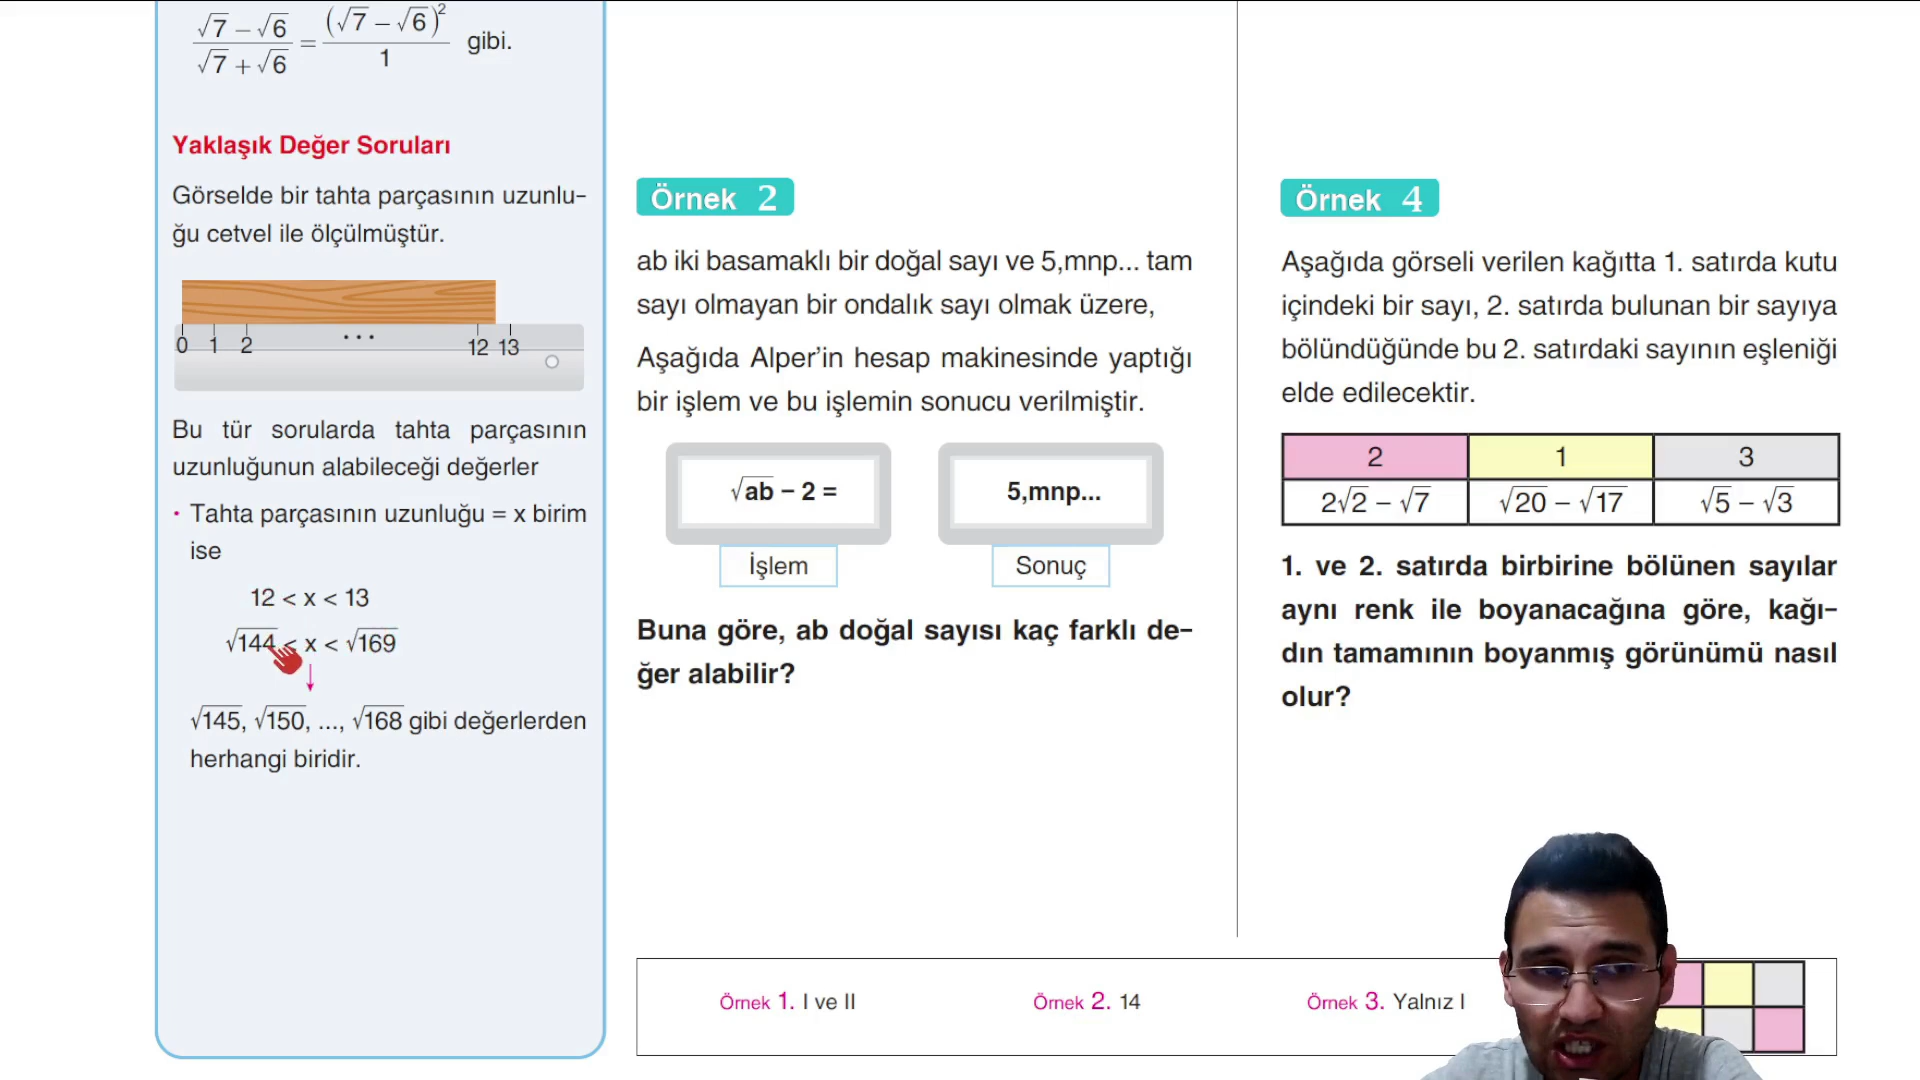 √7 – √6 / √7 + √6 = (√7 – √6)² / 1 gibi.
Yaklaşık Değer Soruları
Görselde bir tahta parçasının uzunlu–
ğu cetvel ile ölçülmüştür.
0 1 2 ... 12 13
Bu tür sorularda tahta parçasının
uzunluğunun alabileceği değerler
• Tahta parçasının uzunluğu = x birim
ise
12 < x < 13
√144 < x < √169
√145, √150, ..., √168 gibi değerlerden
herhangi biridir.
Örnek 2
ab iki basamaklı bir doğal sayı ve 5,mnp... tam
sayı olmayan bir ondalık sayı olmak üzere,
Aşağıda Alper’in hesap makinesinde yaptığı
bir işlem ve bu işlemin sonucu verilmiştir.
√ab – 2 = 5,mnp...
İşlem Sonuç
Buna göre, ab doğal sayısı kaç farklı de–
ğer alabilir?
Örnek 4
Aşağıda görseli verilen kağıtta 1. satırda kutu
içindeki bir sayı, 2. satırda bulunan bir sayıya
bölündüğünde bu 2. satırdaki sayının eşleniği
elde edilecektir.
2 1 3
2√2 – √7 √20 – √17 √5 – √3
1. ve 2. satırda birbirine bölünen sayılar
aynı renk ile boyanacağına göre, kağı–
dın tamamının boyanmış görünümü nasıl
olur?
Örnek 1. I ve II Örnek 2. 14 Örnek 3. Yalnız I